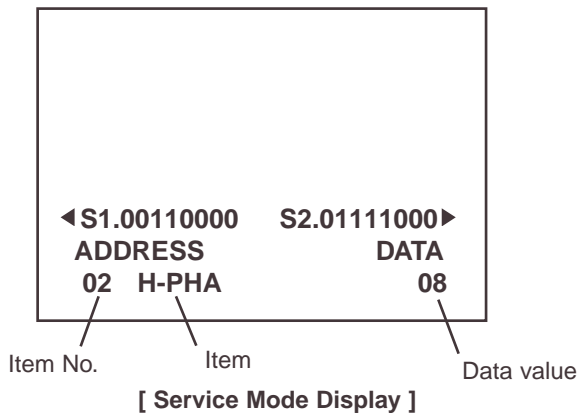 ◀S1.00110000 S2.01111000▶
ADDRESS DATA
02 H-PHA 08
Item No. Item Data value
[ Service Mode Display ]